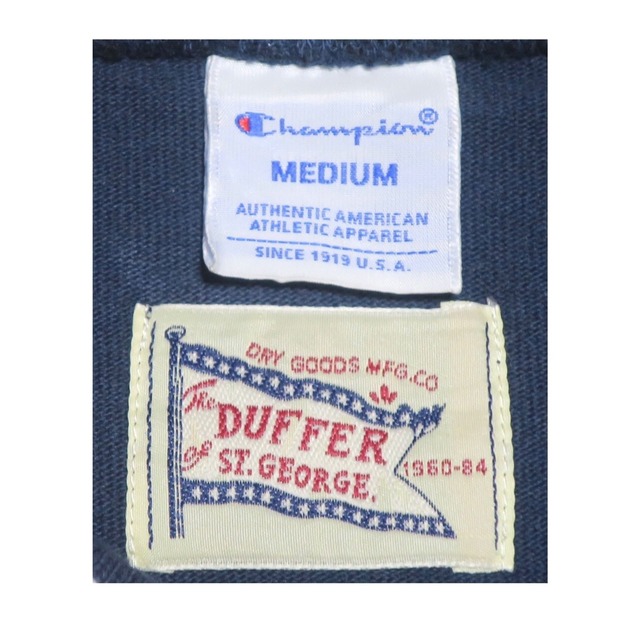 Champion®
MEDIUM
AUTHENTIC AMERICAN
ATHLETIC APPAREL
SINCE 1919 U.S.A.
DRY GOODS MFG.CO
The
DUFFER
of ST.GEORGE.
1960-84